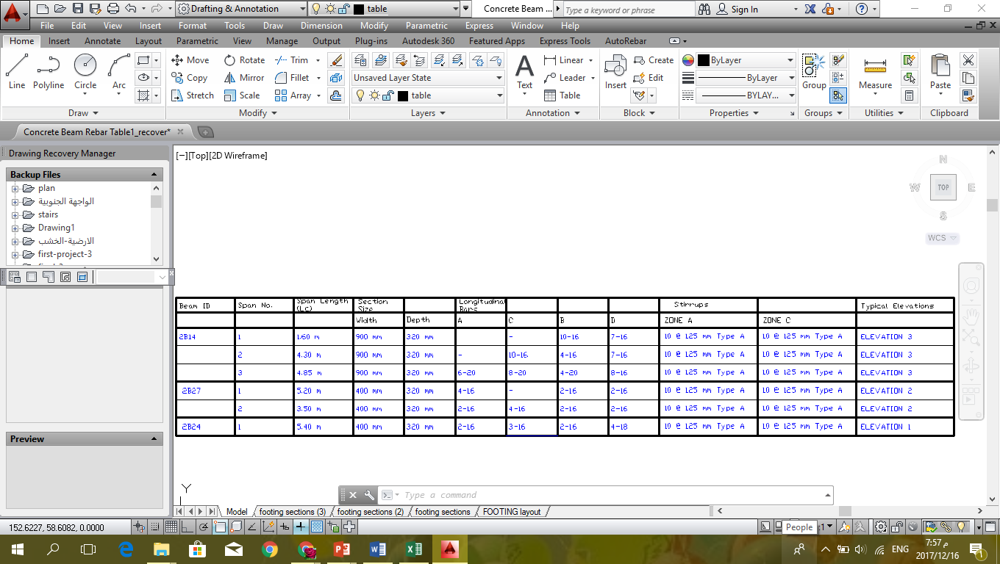 Drafting & Annotation
table
Concrete Beam ...
Type a keyword or phrase
Sign In
File Edit View Insert Format Tools Draw Dimension Modify Parametric Express Window Help
Home Insert Annotate Layout Parametric View Manage Output Plug-ins Autodesk 360 Featured Apps Express Tools AutoRebar
Line Polyline Circle Arc
Move Rotate Trim
Copy Mirror Fillet
Stretch Scale Array
Unsaved Layer State
table
Text
Linear
Leader
Table
Insert
Create
Edit
ByLayer
ByLayer
BYLAY...
Group
Measure
Paste
Draw Modify Layers Annotation Block Properties Groups Utilities Clipboard
Concrete Beam Rebar Table1_recover*
Drawing Recovery Manager
Backup Files
plan
الواجهة الجنوبية
stairs
Drawing1
الارضية-الخشب
first-project-3
Preview
[−][Top][2D Wireframe]
N
W TOP E
S
WCS
Beam ID Span No. Span Length (Lc) Section Size Longitudinal Bars Stirrups Typical Elevations
Width Depth A C B D ZONE A ZONE C
2B14 1 1.60 m 900 mm 320 mm - 10-16 7-16 10 @ 125 mm Type A 10 @ 125 mm Type A ELEVATION 3
2 4.30 m 900 mm 320 mm - 10-16 4-16 7-16 10 @ 125 mm Type A 10 @ 125 mm Type A ELEVATION 3
3 4.85 m 900 mm 320 mm 6-20 8-20 4-20 8-16 10 @ 125 mm Type A 10 @ 125 mm Type A ELEVATION 3
2B27 1 5.20 m 400 mm 320 mm 4-16 - 2-16 2-16 10 @ 125 mm Type A 10 @ 125 mm Type A ELEVATION 2
2 3.50 m 400 mm 320 mm 2-16 4-16 2-16 2-16 10 @ 125 mm Type A 10 @ 125 mm Type A ELEVATION 2
2B24 1 5.40 m 400 mm 320 mm 2-16 3-16 2-16 4-18 10 @ 125 mm Type A 10 @ 125 mm Type A ELEVATION 1
Y
Type a command
Model footing sections (3) footing sections (2) footing sections FOOTING layout
152.6227, 58.6082, 0.0000
People
:1
ENG
7:57 م
2017/12/16
1